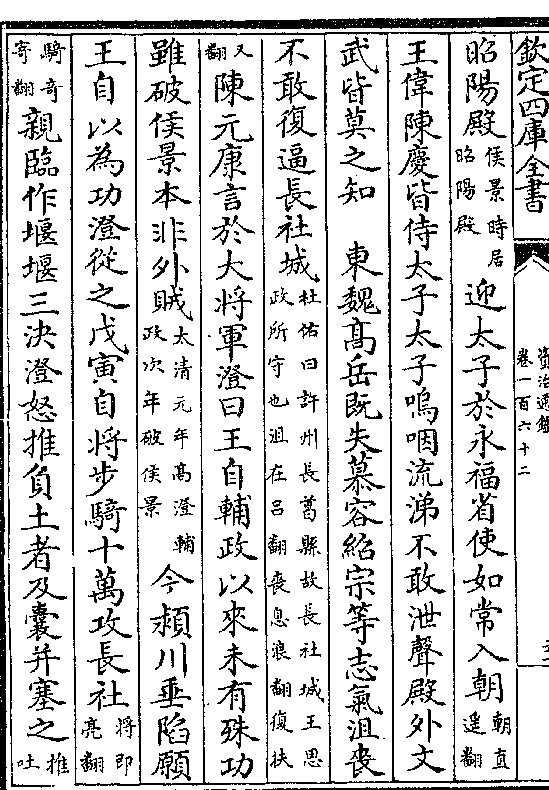 欽定四庫全書
資治通鑑
卷一百六十二
昭陽殿侯景時居昭陽殿迎太子於永福省使如常入朝朝直遥翻
王偉陳慶皆侍太子太子嗚咽流涕不敢泄聲殿外文
武皆莫之知　東魏髙岳既失慕容紹宗等志氣沮喪
不敢復逼長社城杜佑曰許州長葛縣故長社城王思政所守也沮在呂翻喪息浪翻復扶
又翻陳元康言於大將軍澄曰王自輔政以來未有殊功
雖破侯景本非外賊太清元年髙澄輔政次年破侯景今潁川垂陷願
王自以為功澄從之戊寅自將步騎十萬攻長社將即亮翻
騎奇寄翻親臨作堰堰三決澄怒推負土者及囊并塞之推吐